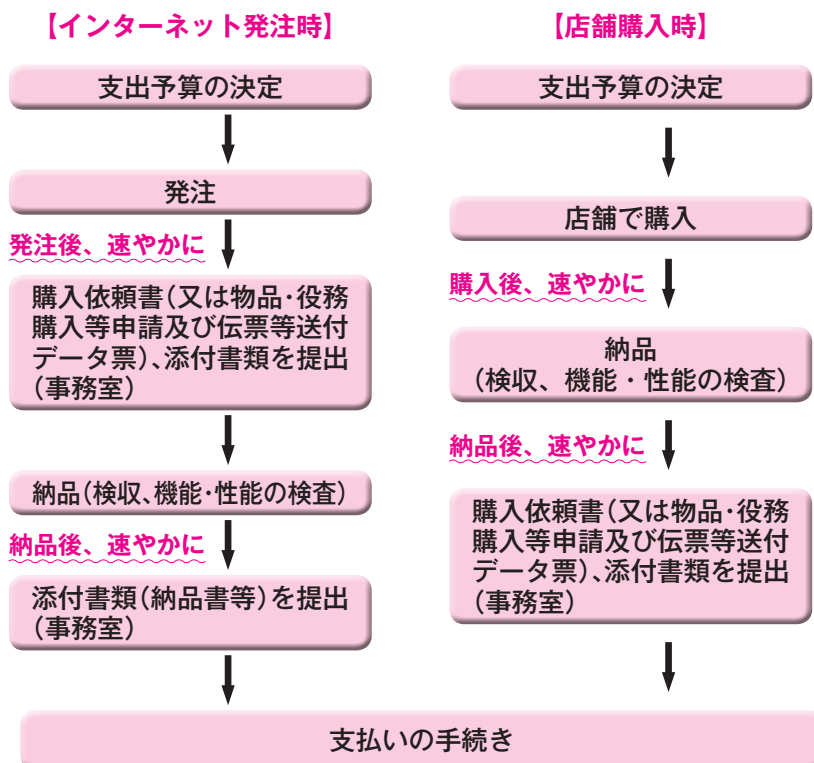 【インターネット発注時】
支出予算の決定
発注
発注後、速やかに
購入依頼書(又は物品・役務
購入等申請及び伝票等送付
データ票)、添付書類を提出
(事務室)
納品(検収、機能・性能の検査)
納品後、速やかに
添付書類(納品書等)を提出
(事務室)
【店舗購入時】
支出予算の決定
店舗で購入
購入後、速やかに
納品
(検収、機能・性能の検査)
納品後、速やかに
購入依頼書(又は物品・役務
購入等申請及び伝票等送付
データ票)、添付書類を提出
(事務室)
支払いの手続き